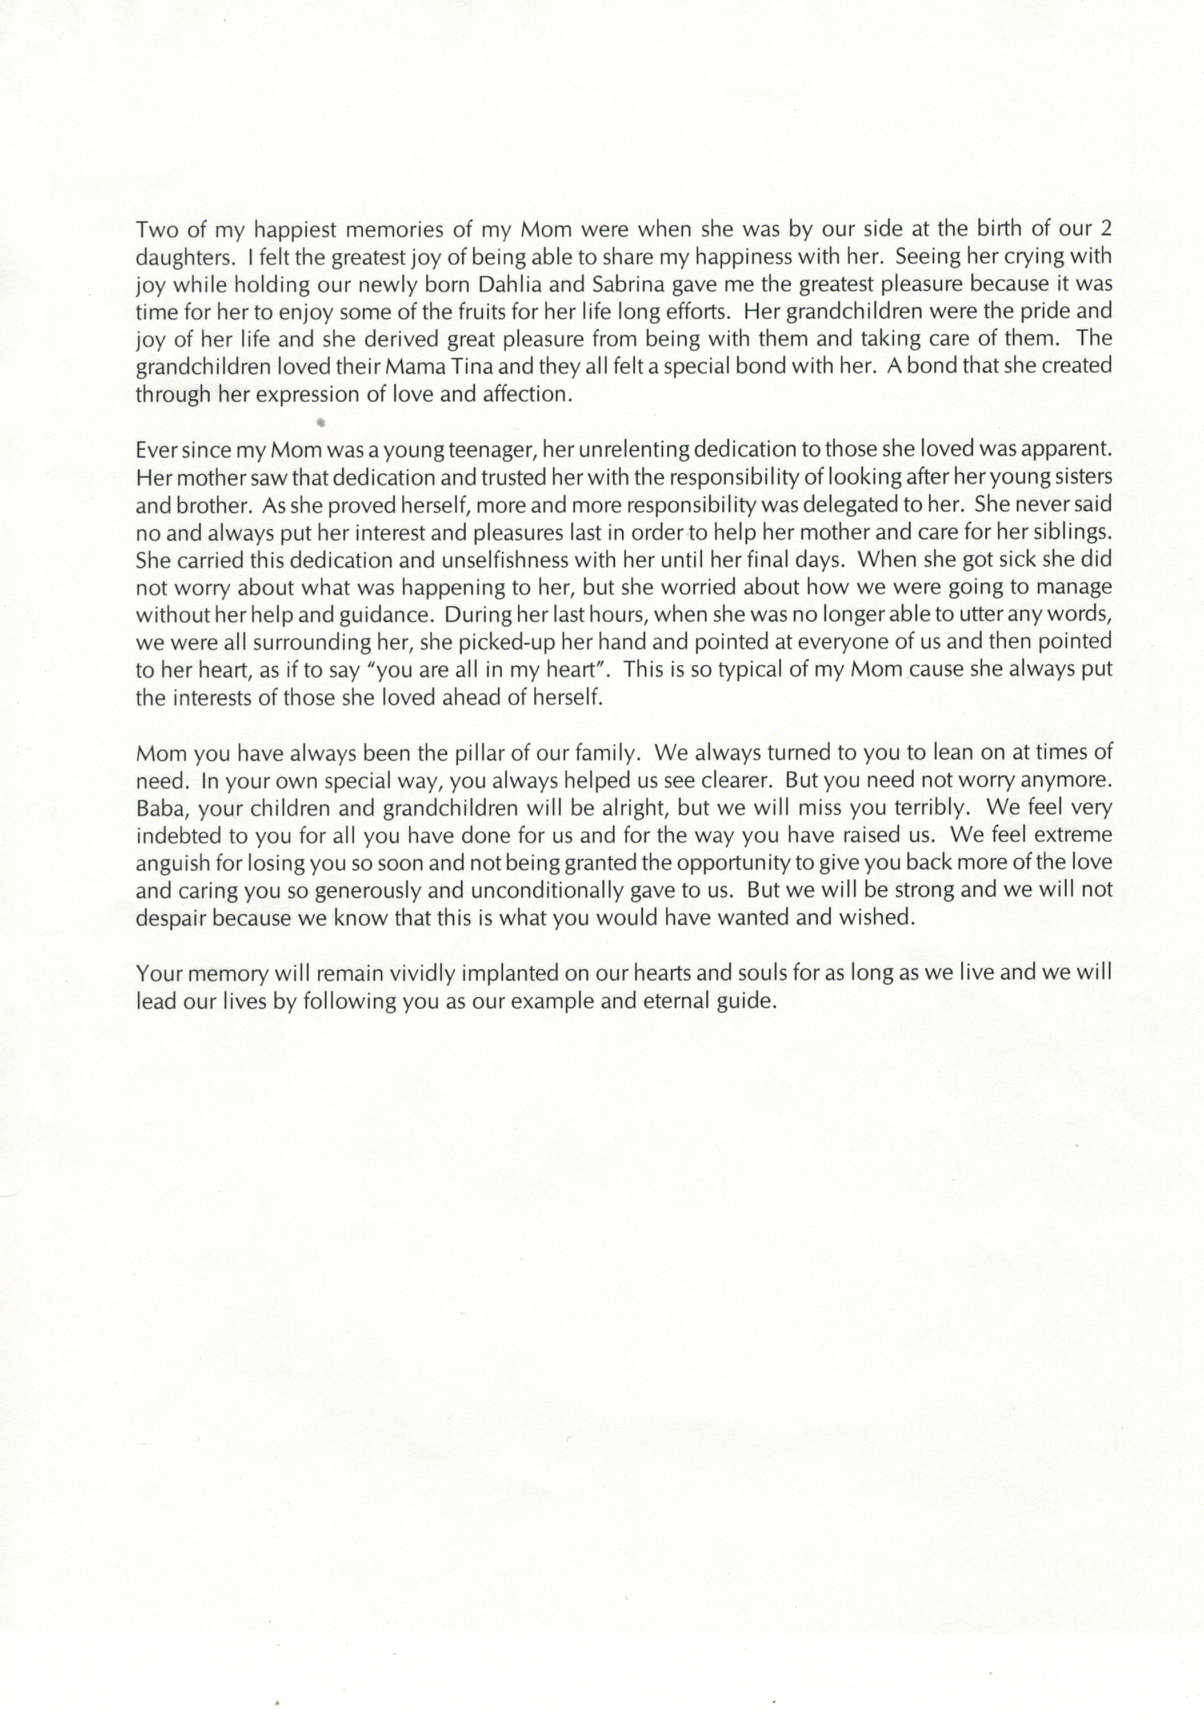 Two of my happiest memories of my Mom were when she was by our side at the birth of our 2
daughters. I felt the greatest joy of being able to share my happiness with her. Seeing her crying with
joy while holding our newly born Dahlia and Sabrina gave me the greatest pleasure because it was
time for her to enjoy some of the fruits for her life long efforts. Her grandchildren were the pride and
joy of her life and she derived great pleasure from being with them and taking care of them. The
grandchildren loved their Mama Tina and they all felt a special bond with her. A bond that she created
through her expression of love and affection.
Ever since my Mom was a young teenager, her unrelenting dedication to those she loved was apparent.
Her mother saw that dedication and trusted her with the responsibility of looking after her young sisters
and brother. As she proved herself, more and more responsibility was delegated to her. She never said
no and always put her interest and pleasures last in order to help her mother and care for her siblings.
She carried this dedication and unselfishness with her until her final days. When she got sick she did
not worry about what was happening to her, but she worried about how we were going to manage
without her help and guidance. During her last hours, when she was no longer able to utter any words,
we were all surrounding her, she picked-up her hand and pointed at everyone of us and then pointed
to her heart, as if to say “you are all in my heart”. This is so typical of my Mom cause she always put
the interests of those she loved ahead of herself.
Mom you have always been the pillar of our family. We always turned to you to lean on at times of
need. In your own special way, you always helped us see clearer. But you need not worry anymore.
Baba, your children and grandchildren will be alright, but we will miss you terribly. We feel very
indebted to you for all you have done for us and for the way you have raised us. We feel extreme
anguish for losing you so soon and not being granted the opportunity to give you back more of the love
and caring you so generously and unconditionally gave to us. But we will be strong and we will not
despair because we know that this is what you would have wanted and wished.
Your memory will remain vividly implanted on our hearts and souls for as long as we live and we will
lead our lives by following you as our example and eternal guide.